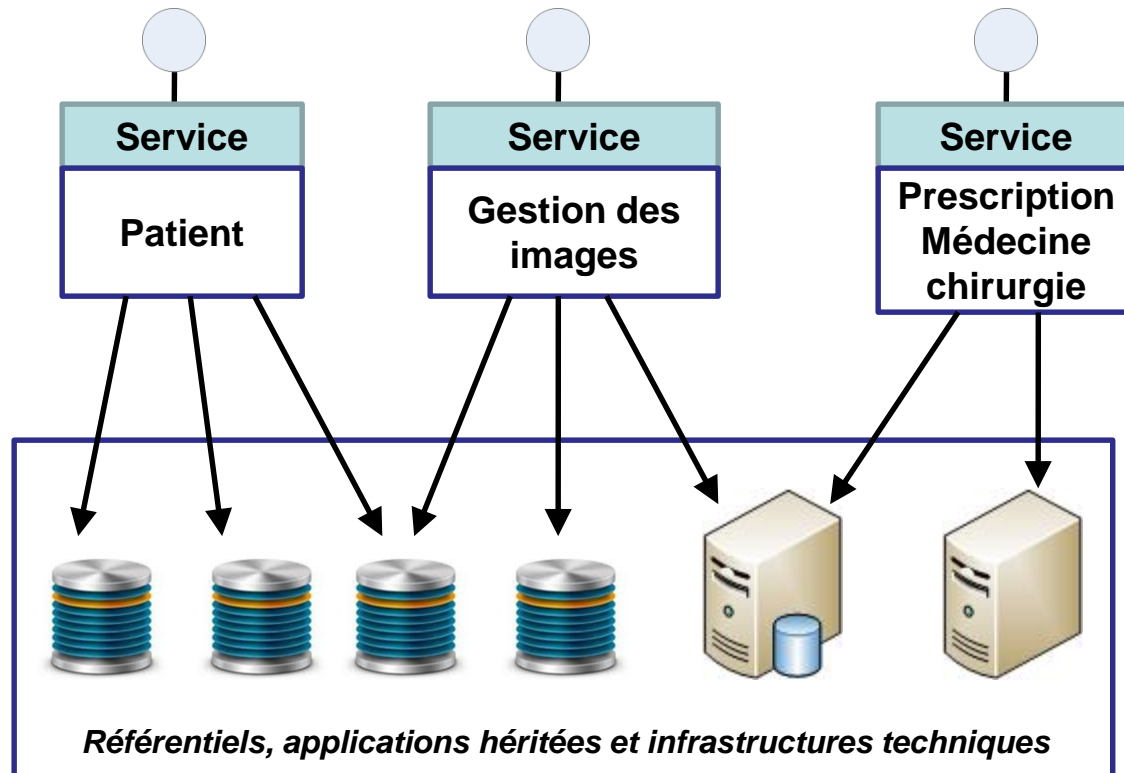 Service
Patient
Service
Gestion des
images
Service
Prescription
Médecine
chirurgie
Référentiels, applications héritées et infrastructures techniques